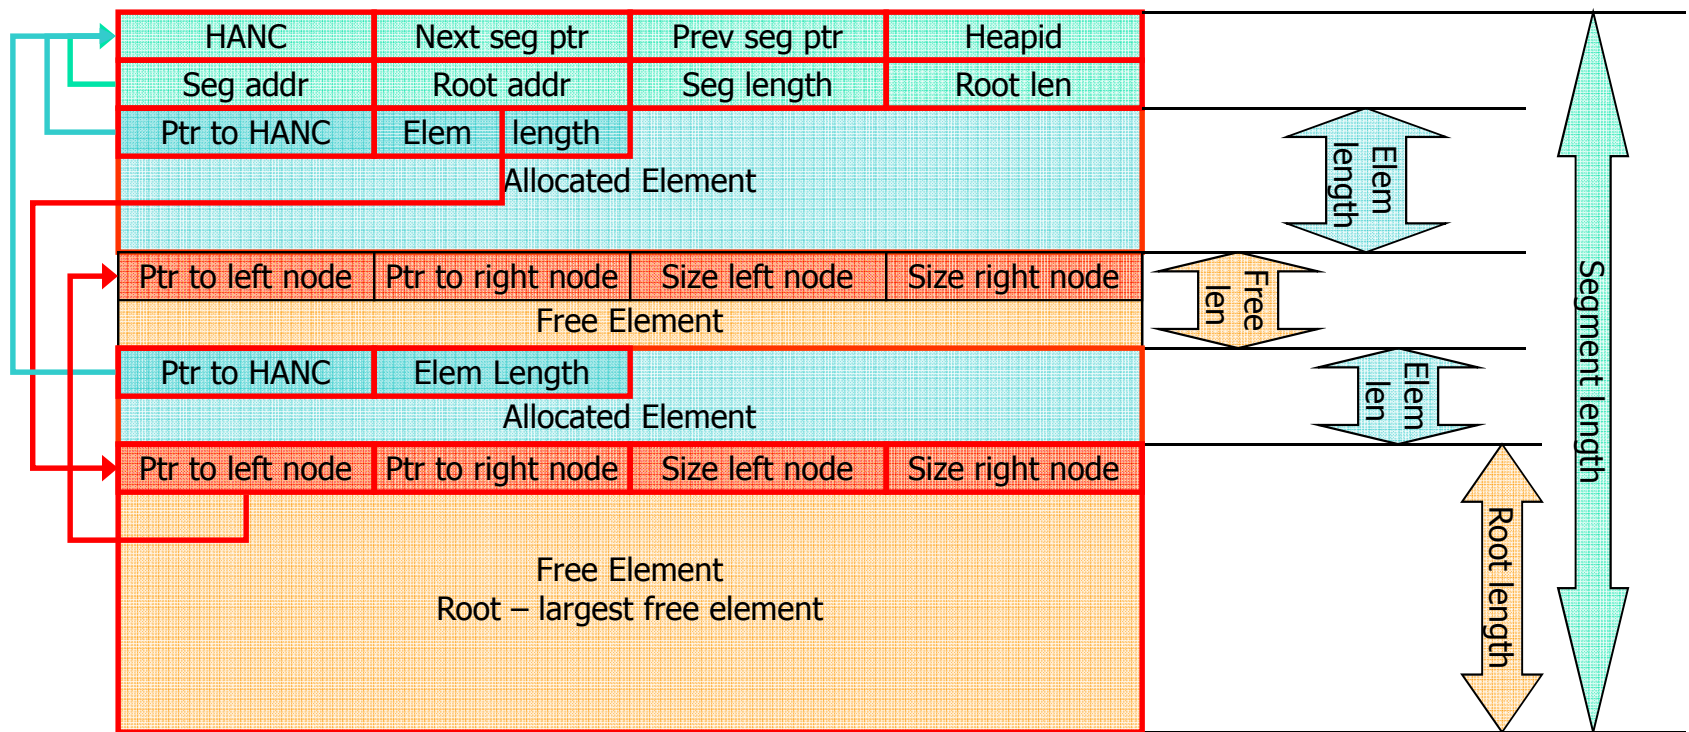 HANC Next seg ptr Prev seg ptr Heapid
Seg addr Root addr Seg length Root len
Ptr to HANC Elem length
Allocated Element
Ptr to left node Ptr to right node Size left node Size right node
Free Element
Ptr to HANC Elem Length
Allocated Element
Ptr to left node Ptr to right node Size left node Size right node
Free Element
Root – largest free element
Elem
length
Free
len
Elem
len
Root length
Segment length